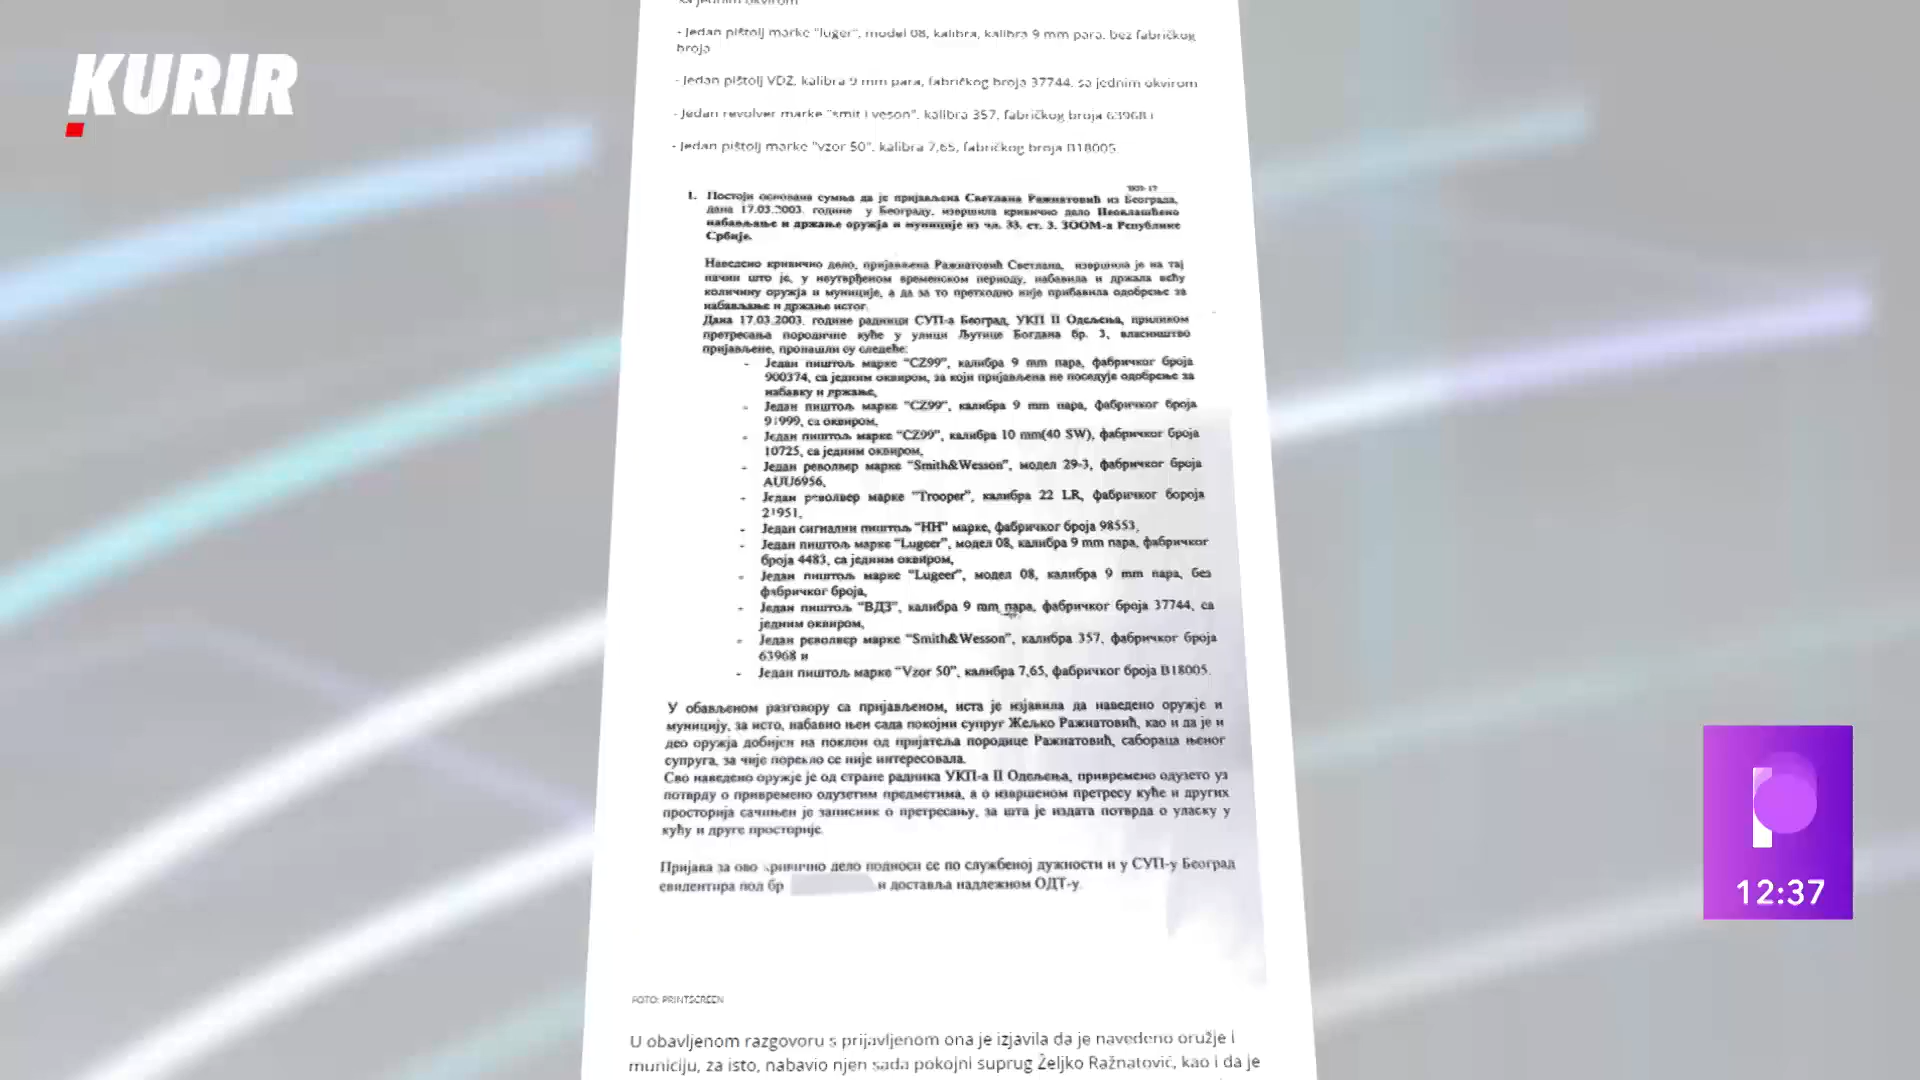 KURIR
sa jednim okvirom
- Jedan pištolj marke "luger", model 08, kalibra, kalibra 9 mm para, bez fabričkog
broja
- Jedan pištolj VDZ, kalibra 9 mm para, fabričkog broja 37744, sa jednim okvirom
- Jedan revolver marke "smit i veson", kalibra 357, fabričkog broja 63968 i
- Jedan pištolj marke "vzor 50", kalibra 7,65, fabričkog broja B18005
1. Постоји основана сумња да је пријављена Светлана Ражнатовић из Београда,
дана 17.03.2003. године у Београду, извршила кривично дело Неовлашћено
набављање и држање оружја и муниције из чл. 33. ст. 3. ЗООМ-а Републике
Србије.
Наведено кривично дело, пријављена Ражнатовић Светлана, извршила је на тај
начин што је, у неутврђеном временском периоду, набавила и држала већу
количину оружја и муниције, а да за то претходно није прибавила одобрење за
набављање и држање истог.
Дана 17.03.2003. године радници СУП-а Београд, УКП II Одељења, приликом
претресања породичне куће у улици Љутице Богдана бр. 3, власништво
пријављене, пронашли су следеће:
- Један пиштољ марке "CZ99", калибра 9 mm пара, фабричког броја
900374, са једним оквиром, за који пријављена не поседује одобрење за
набавку и држање,
- Један пиштољ марке "CZ99", калибра 9 mm пара, фабричког броја
91999, са оквиром,
- Један пиштољ марке "CZ99", калибра 10 mm(40 SW), фабричког броја
10725, са једним оквиром,
- Један револвер марке "Smith&Wesson", модел 29-3, фабричког броја
AUU6956,
- Један револвер марке "Trooper", калибра 22 LR, фабричког бороја
21951,
- Један сигнални пиштољ "НН" марке, фабричког броја 98553,
- Један пиштољ марке "Lugeer", модел 08, калибра 9 mm пара, фабричког
броја 4483, са једним оквиром,
- Један пиштољ марке "Lugeer", модел 08, калибра 9 mm пара, без
фабричког броја,
- Један пиштољ "ВДЗ", калибра 9 mm пара, фабричког броја 37744, са
једним оквиром,
- Један револвер марке "Smith&Wesson", калибра 357, фабричког броја
63968 и
- Један пиштољ марке "Vzor 50", калибра 7,65, фабричког броја B18005.
У обављеном разговору са пријављеном, иста је изјавила да наведено оружје и
муницију, за исто, набавио њен сада покојни супруг Жељко Ражнатовић, као и да је и
део оружја добијен на поклон од пријатеља породице Ражнатовић, сабораца њеног
супруга, за чије порекло се није интересовала.
Сво наведено оружје је од стране радника УКП-а II Одељења, привремено одузето уз
потврду о привремено одузетим предметима, а о извршеном претресу куће и других
просторија сачињен је записник о претресању, за шта је издата потврда о уласку у
кућу и друге просторије.
Пријава за ово кривично дело подноси се по службеној дужности и у СУП-у Београд
евидентира под бр и доставља надлежном ОДТ-у.
FOTO: PRINTSCREEN
U obavljenom razgovoru s prijavljenom ona je izjavila da je navedeno oružje i
municiju, za isto, nabavio njen sada pokojni suprug Željko Ražnatović, kao i da je
12:37